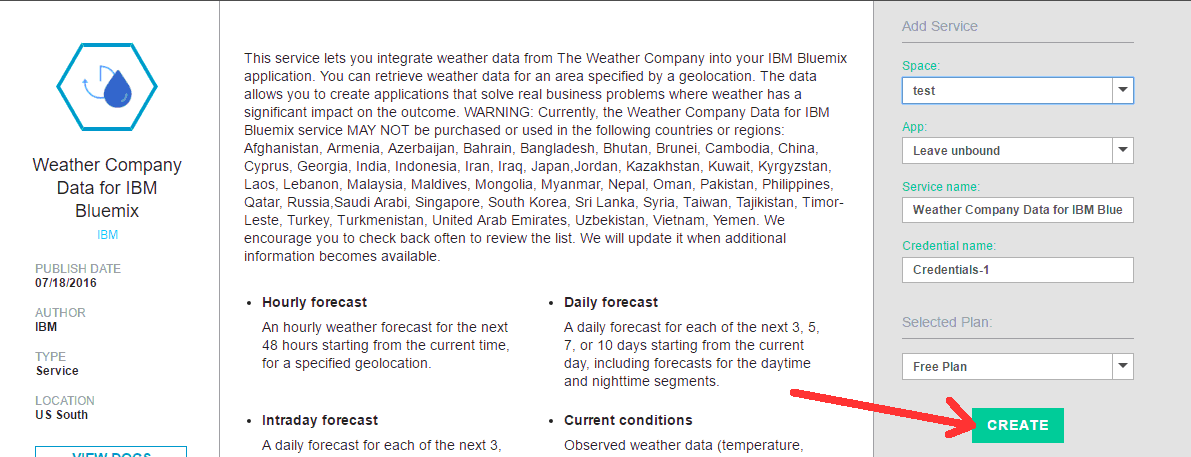 Weather Company
Data for IBM
Bluemix
IBM
PUBLISH DATE
07/18/2016
AUTHOR
IBM
TYPE
Service
LOCATION
US South
VIEW DOCS
This service lets you integrate weather data from The Weather Company into your IBM Bluemix
application. You can retrieve weather data for an area specified by a geolocation. The data
allows you to create applications that solve real business problems where weather has a
significant impact on the outcome. WARNING: Currently, the Weather Company Data for IBM
Bluemix service MAY NOT be purchased or used in the following countries or regions:
Afghanistan, Armenia, Azerbaijan, Bahrain, Bangladesh, Bhutan, Brunei, Cambodia, China,
Cyprus, Georgia, India, Indonesia, Iran, Iraq, Japan,Jordan, Kazakhstan, Kuwait, Kyrgyzstan,
Laos, Lebanon, Malaysia, Maldives, Mongolia, Myanmar, Nepal, Oman, Pakistan, Philippines,
Qatar, Russia,Saudi Arabi, Singapore, South Korea, Sri Lanka, Syria, Taiwan, Tajikistan, Timor-
Leste, Turkey, Turkmenistan, United Arab Emirates, Uzbekistan, Vietnam, Yemen. We
encourage you to check back often to review the list. We will update it when additional
information becomes available.
• Hourly forecast
An hourly weather forecast for the next
48 hours starting from the current time,
for a specified geolocation.
• Daily forecast
A daily forecast for each of the next 3, 5,
7, or 10 days starting from the current
day, including forecasts for the daytime
and nighttime segments.
• Intraday forecast
A daily forecast for each of the next 3,
• Current conditions
Observed weather data (temperature,
Add Service
Space:
test
App:
Leave unbound
Service name:
Weather Company Data for IBM Blue
Credential name:
Credentials-1
Selected Plan:
Free Plan
CREATE